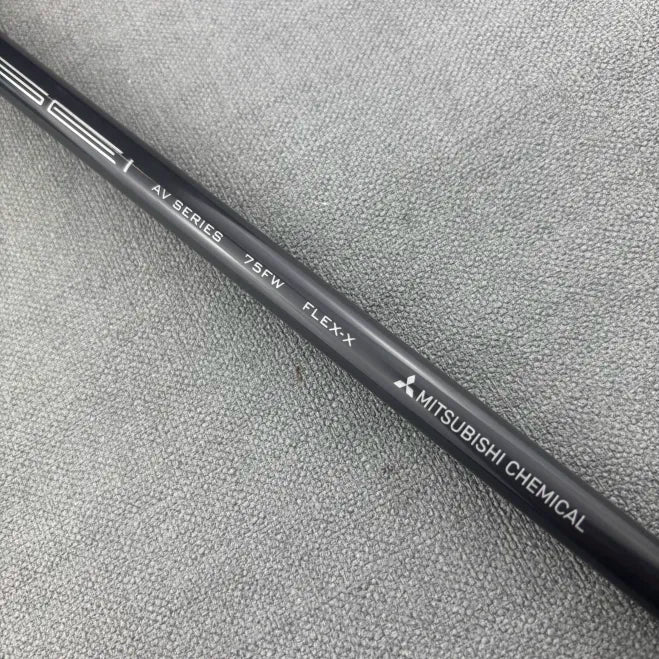 AV SERIES 75FW FLEX-X MITSUBISHI CHEMICAL